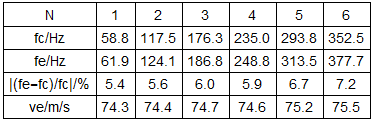 N 1 2 3 4 5 6
fc/Hz 58.8 117.5 176.3 235.0 293.8 352.5
fe/Hz 61.9 124.1 186.8 248.8 313.5 377.7
|(fe−fc)/fc|/% 5.4 5.6 6.0 5.9 6.7 7.2
ve/m/s 74.3 74.4 74.7 74.6 75.2 75.5